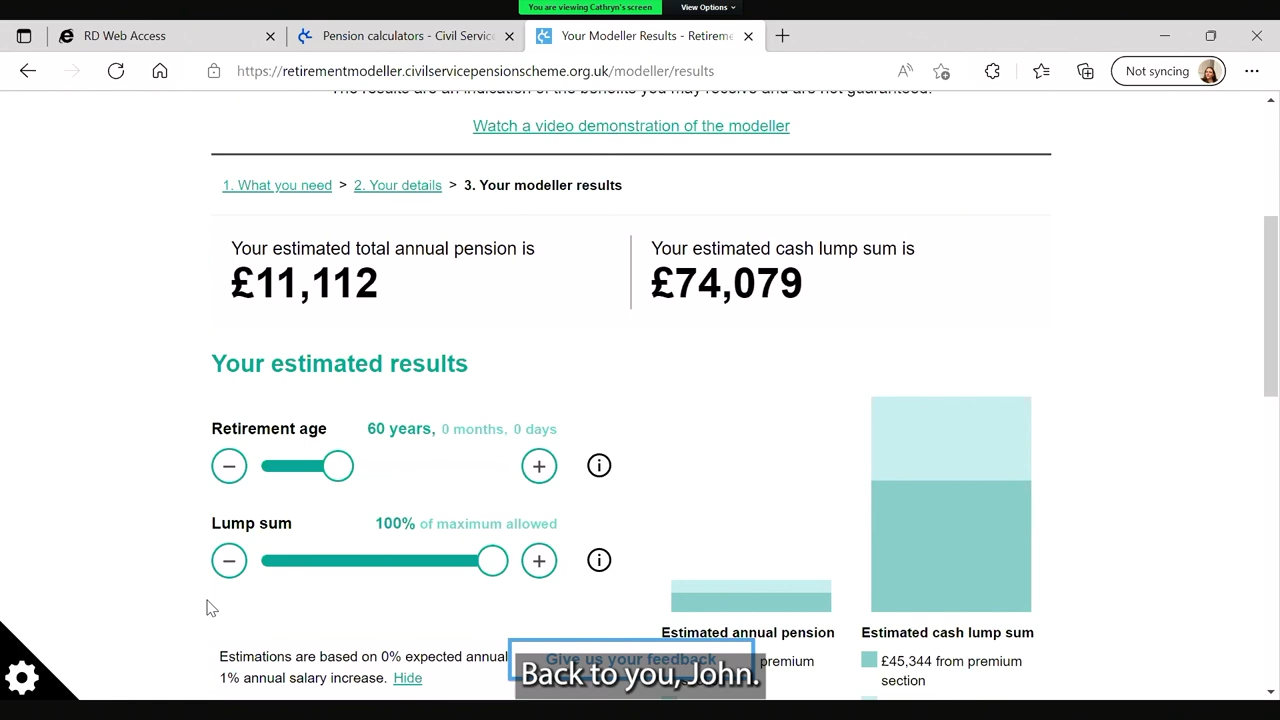 You are viewing Cathryn's screen
View Options
RD Web Access
Pension calculators - Civil Service
Your Modeller Results - Retireme
Not syncing
https://retirementmodeller.civilservicepensionscheme.org.uk/modeller/results
The results are an indication of the benefits you may receive and are not guaranteed.
Watch a video demonstration of the modeller
1. What you need > 2. Your details > 3. Your modeller results
Your estimated total annual pension is
£11,112
Your estimated cash lump sum is
£74,079
Your estimated results
Retirement age 60 years, 0 months, 0 days
Lump sum 100% of maximum allowed
Estimations are based on 0% expected annual
1% annual salary increase. Hide
Give us your feedback
Back to you, John.
Estimated annual pension
premium
Estimated cash lump sum
£45,344 from premium
section